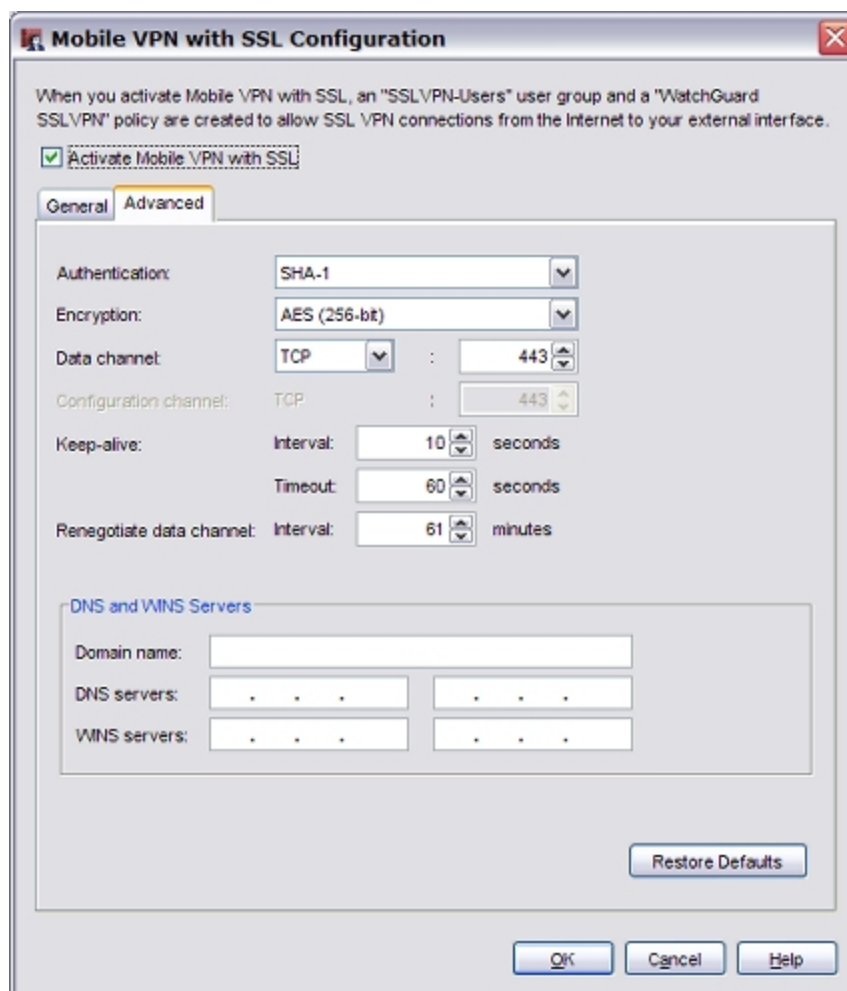 Mobile VPN with SSL Configuration
When you activate Mobile VPN with SSL, an "SSLVPN-Users" user group and a "WatchGuard
SSLVPN" policy are created to allow SSL VPN connections from the Internet to your external interface.
Activate Mobile VPN with SSL
General Advanced
Authentication: SHA-1
Encryption: AES (256-bit)
Data channel: TCP : 443
Configuration channel: TCP : 443
Keep-alive: Interval: 10 seconds
Timeout: 60 seconds
Renegotiate data channel: Interval: 61 minutes
DNS and WINS Servers
Domain name:
DNS servers: . . . . . .
WINS servers: . . . . . .
Restore Defaults
OK Cancel Help